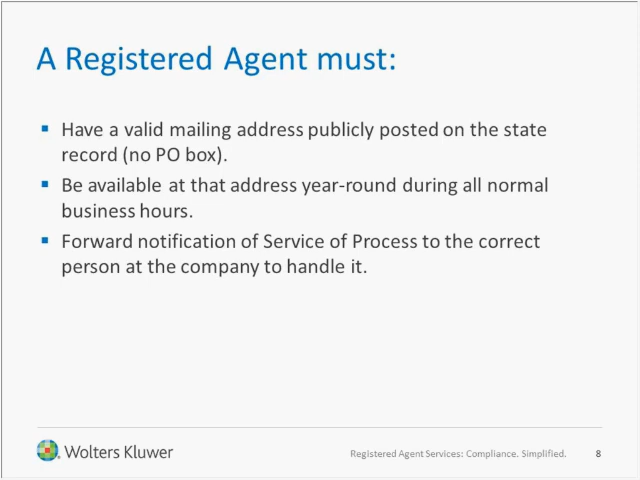 A Registered Agent must:
▪ Have a valid mailing address publicly posted on the state
record (no PO box).
▪ Be available at that address year-round during all normal
business hours.
▪ Forward notification of Service of Process to the correct
person at the company to handle it.
Wolters Kluwer
Registered Agent Services: Compliance. Simplified. 8